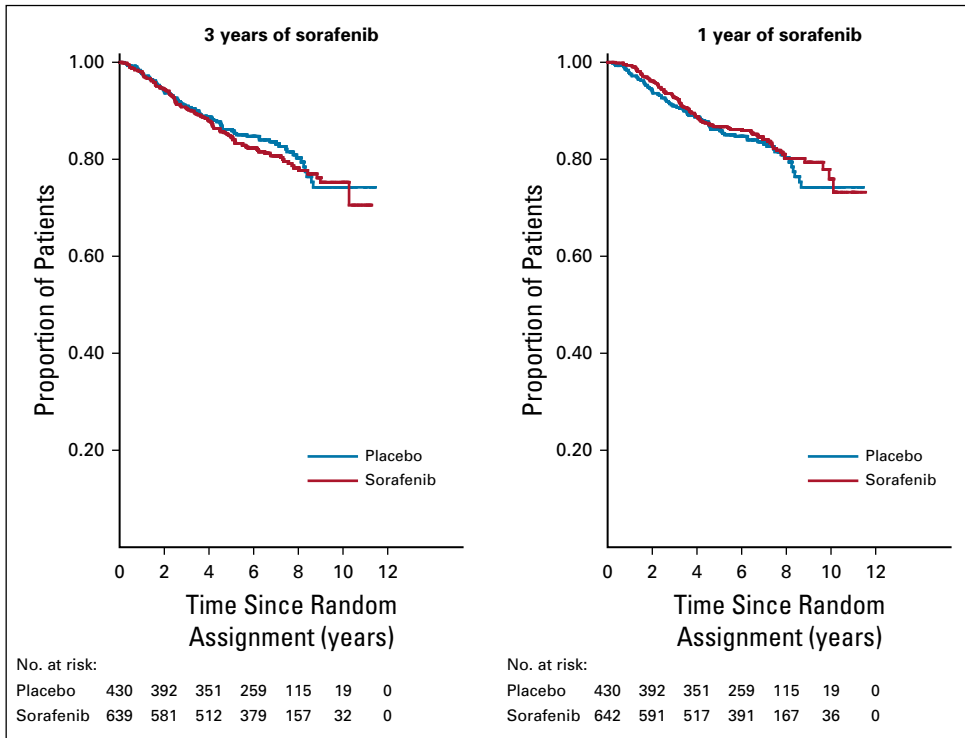 3 years of sorafenib
1.00
0.80
0.60
0.40
0.20
Proportion of Patients
Placebo
Sorafenib
0 2 4 6 8 10 12
Time Since Random
Assignment (years)
No. at risk:
Placebo 430 392 351 259 115 19 0
Sorafenib 639 581 512 379 157 32 0
1 year of sorafenib
1.00
0.80
0.60
0.40
0.20
Proportion of Patients
Placebo
Sorafenib
0 2 4 6 8 10 12
Time Since Random
Assignment (years)
No. at risk:
Placebo 430 392 351 259 115 19 0
Sorafenib 642 591 517 391 167 36 0